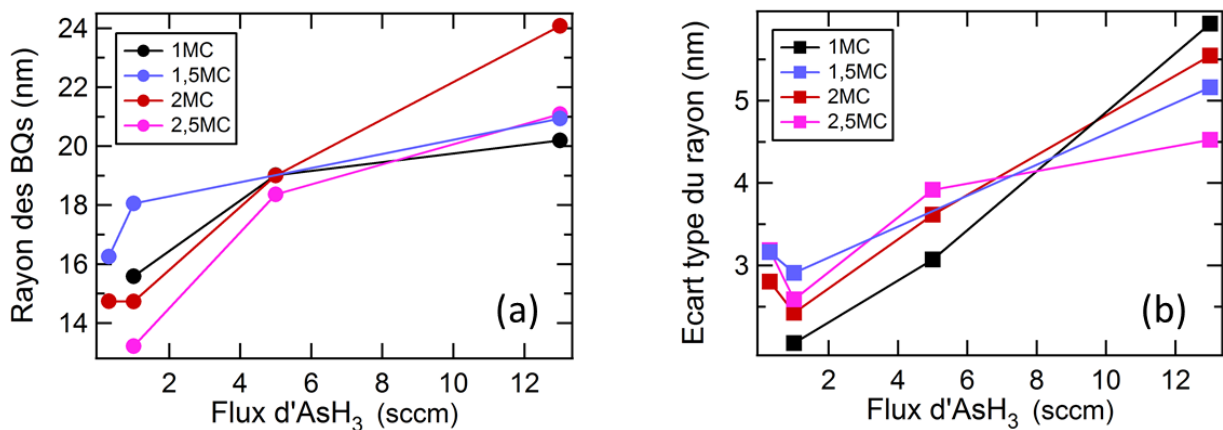 Rayon des BQs (nm)
24
22
20
18
16
14
1MC
1,5MC
2MC
2,5MC
(a)
2 4 6 8 10 12
Flux d'AsH₃ (sccm)
Ecart type du rayon (nm)
5
4
3
1MC
1,5MC
2MC
2,5MC
(b)
2 4 6 8 10 12
Flux d'AsH₃ (sccm)